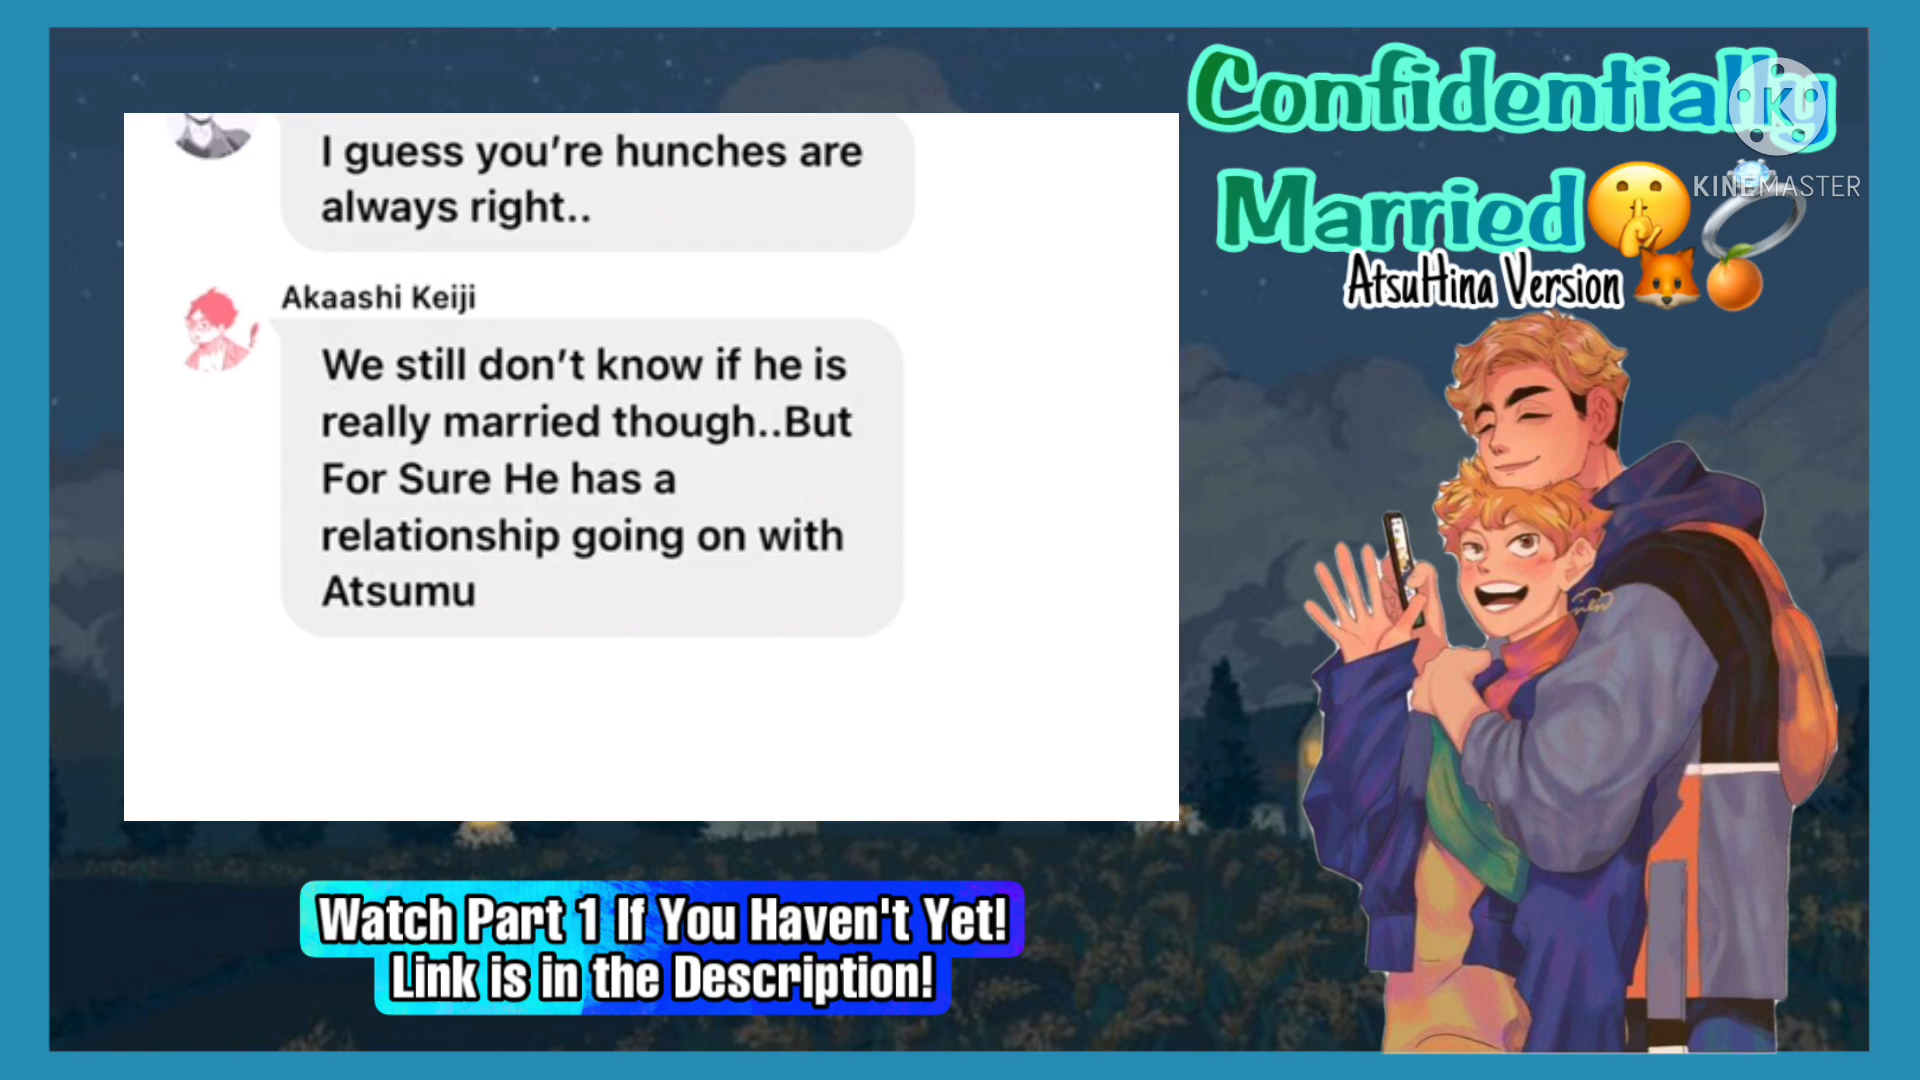 I guess you're hunches are
always right..
Akaashi Keiji
We still don't know if he is
really married though..But
For Sure He has a
relationship going on with
Atsumu
Confidentially
Married
AtsuHina Version
K
KINEMASTER
Watch Part 1 If You Haven't Yet!
Link is in the Description!